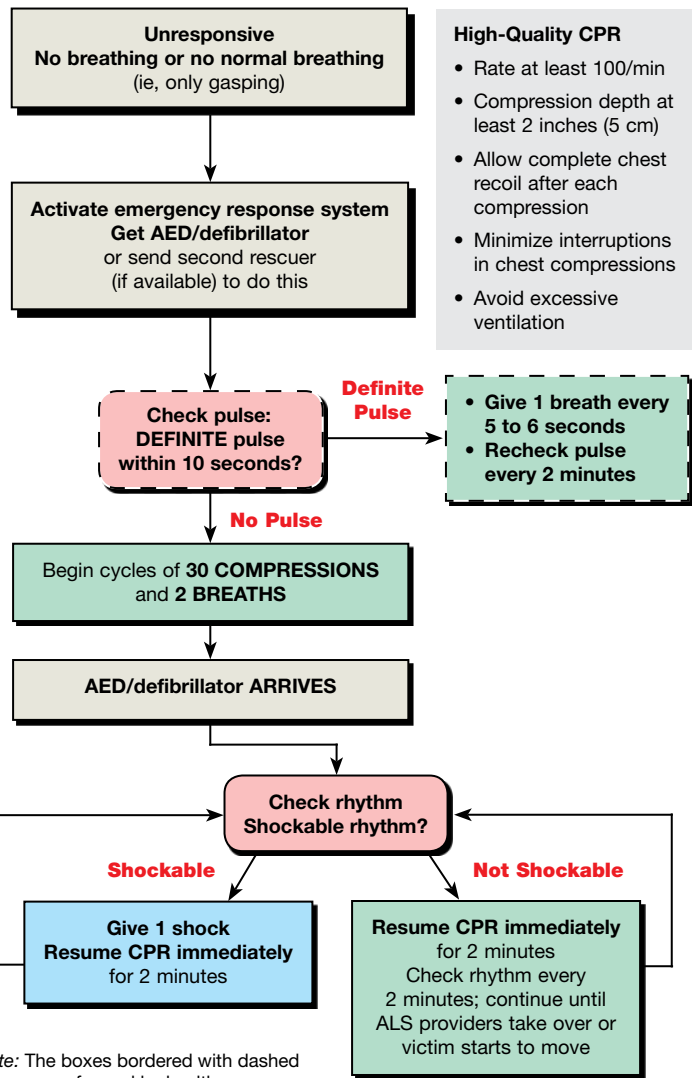 Unresponsive
No breathing or no normal breathing
(ie, only gasping)
High-Quality CPR
• Rate at least 100/min
• Compression depth at
least 2 inches (5 cm)
• Allow complete chest
recoil after each
compression
• Minimize interruptions
in chest compressions
• Avoid excessive
ventilation
Activate emergency response system
Get AED/defibrillator
or send second rescuer
(if available) to do this
Check pulse:
DEFINITE pulse
within 10 seconds?
Definite
Pulse
• Give 1 breath every
5 to 6 seconds
• Recheck pulse
every 2 minutes
No Pulse
Begin cycles of 30 COMPRESSIONS
and 2 BREATHS
AED/defibrillator ARRIVES
Check rhythm
Shockable rhythm?
Shockable
Not Shockable
Give 1 shock
Resume CPR immediately
for 2 minutes
Resume CPR immediately
for 2 minutes
Check rhythm every
2 minutes; continue until
ALS providers take over or
victim starts to move
te: The boxes bordered with dashed